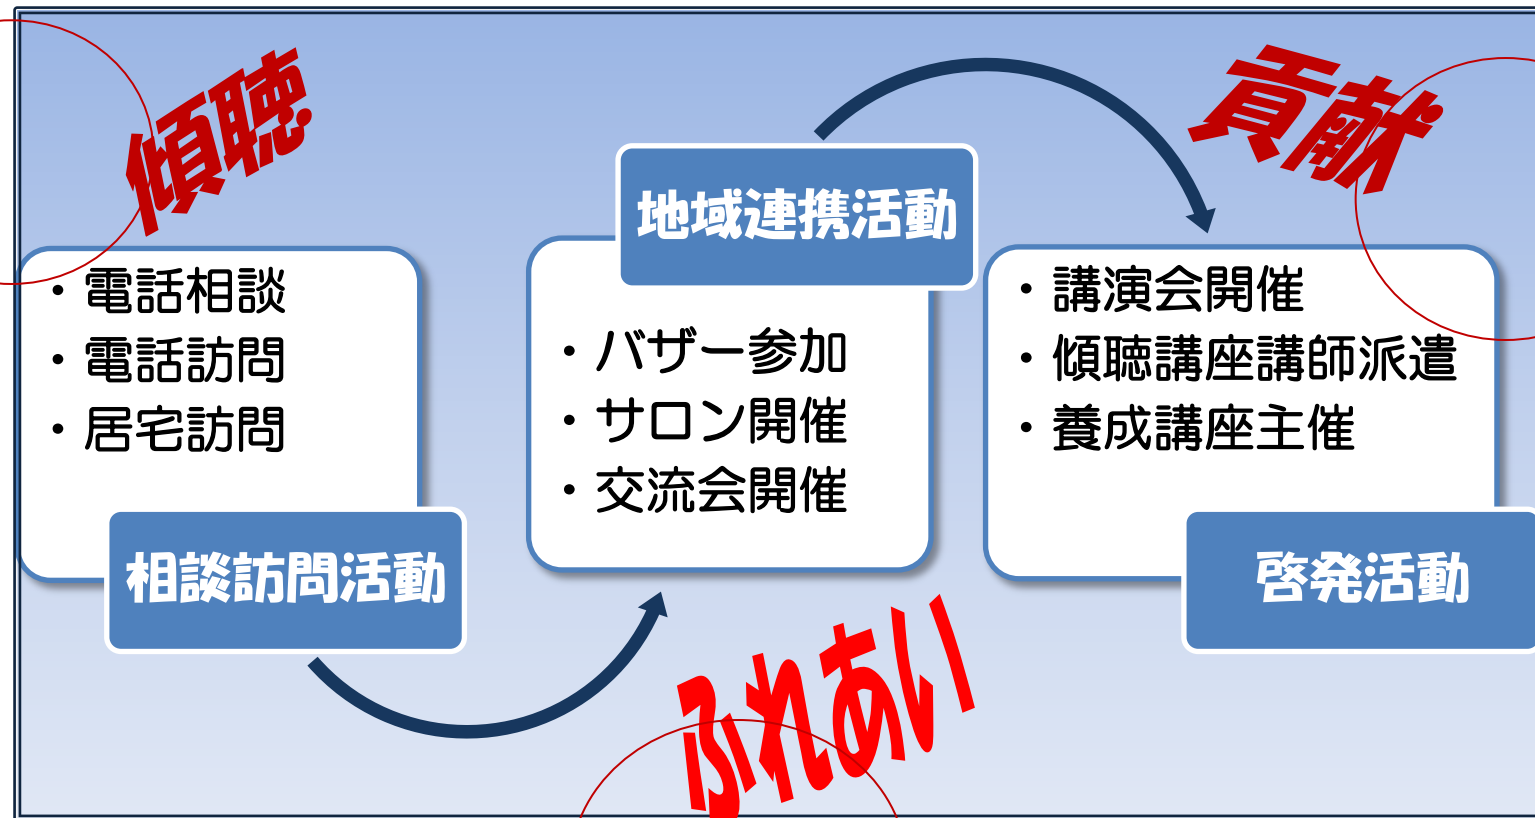 傾聴
・電話相談
・電話訪問
・居宅訪問
相談訪問活動
地域連携活動
・バザー参加
・サロン開催
・交流会開催
ふれあい
貢献
・講演会開催
・傾聴講座講師派遣
・養成講座主催
啓発活動